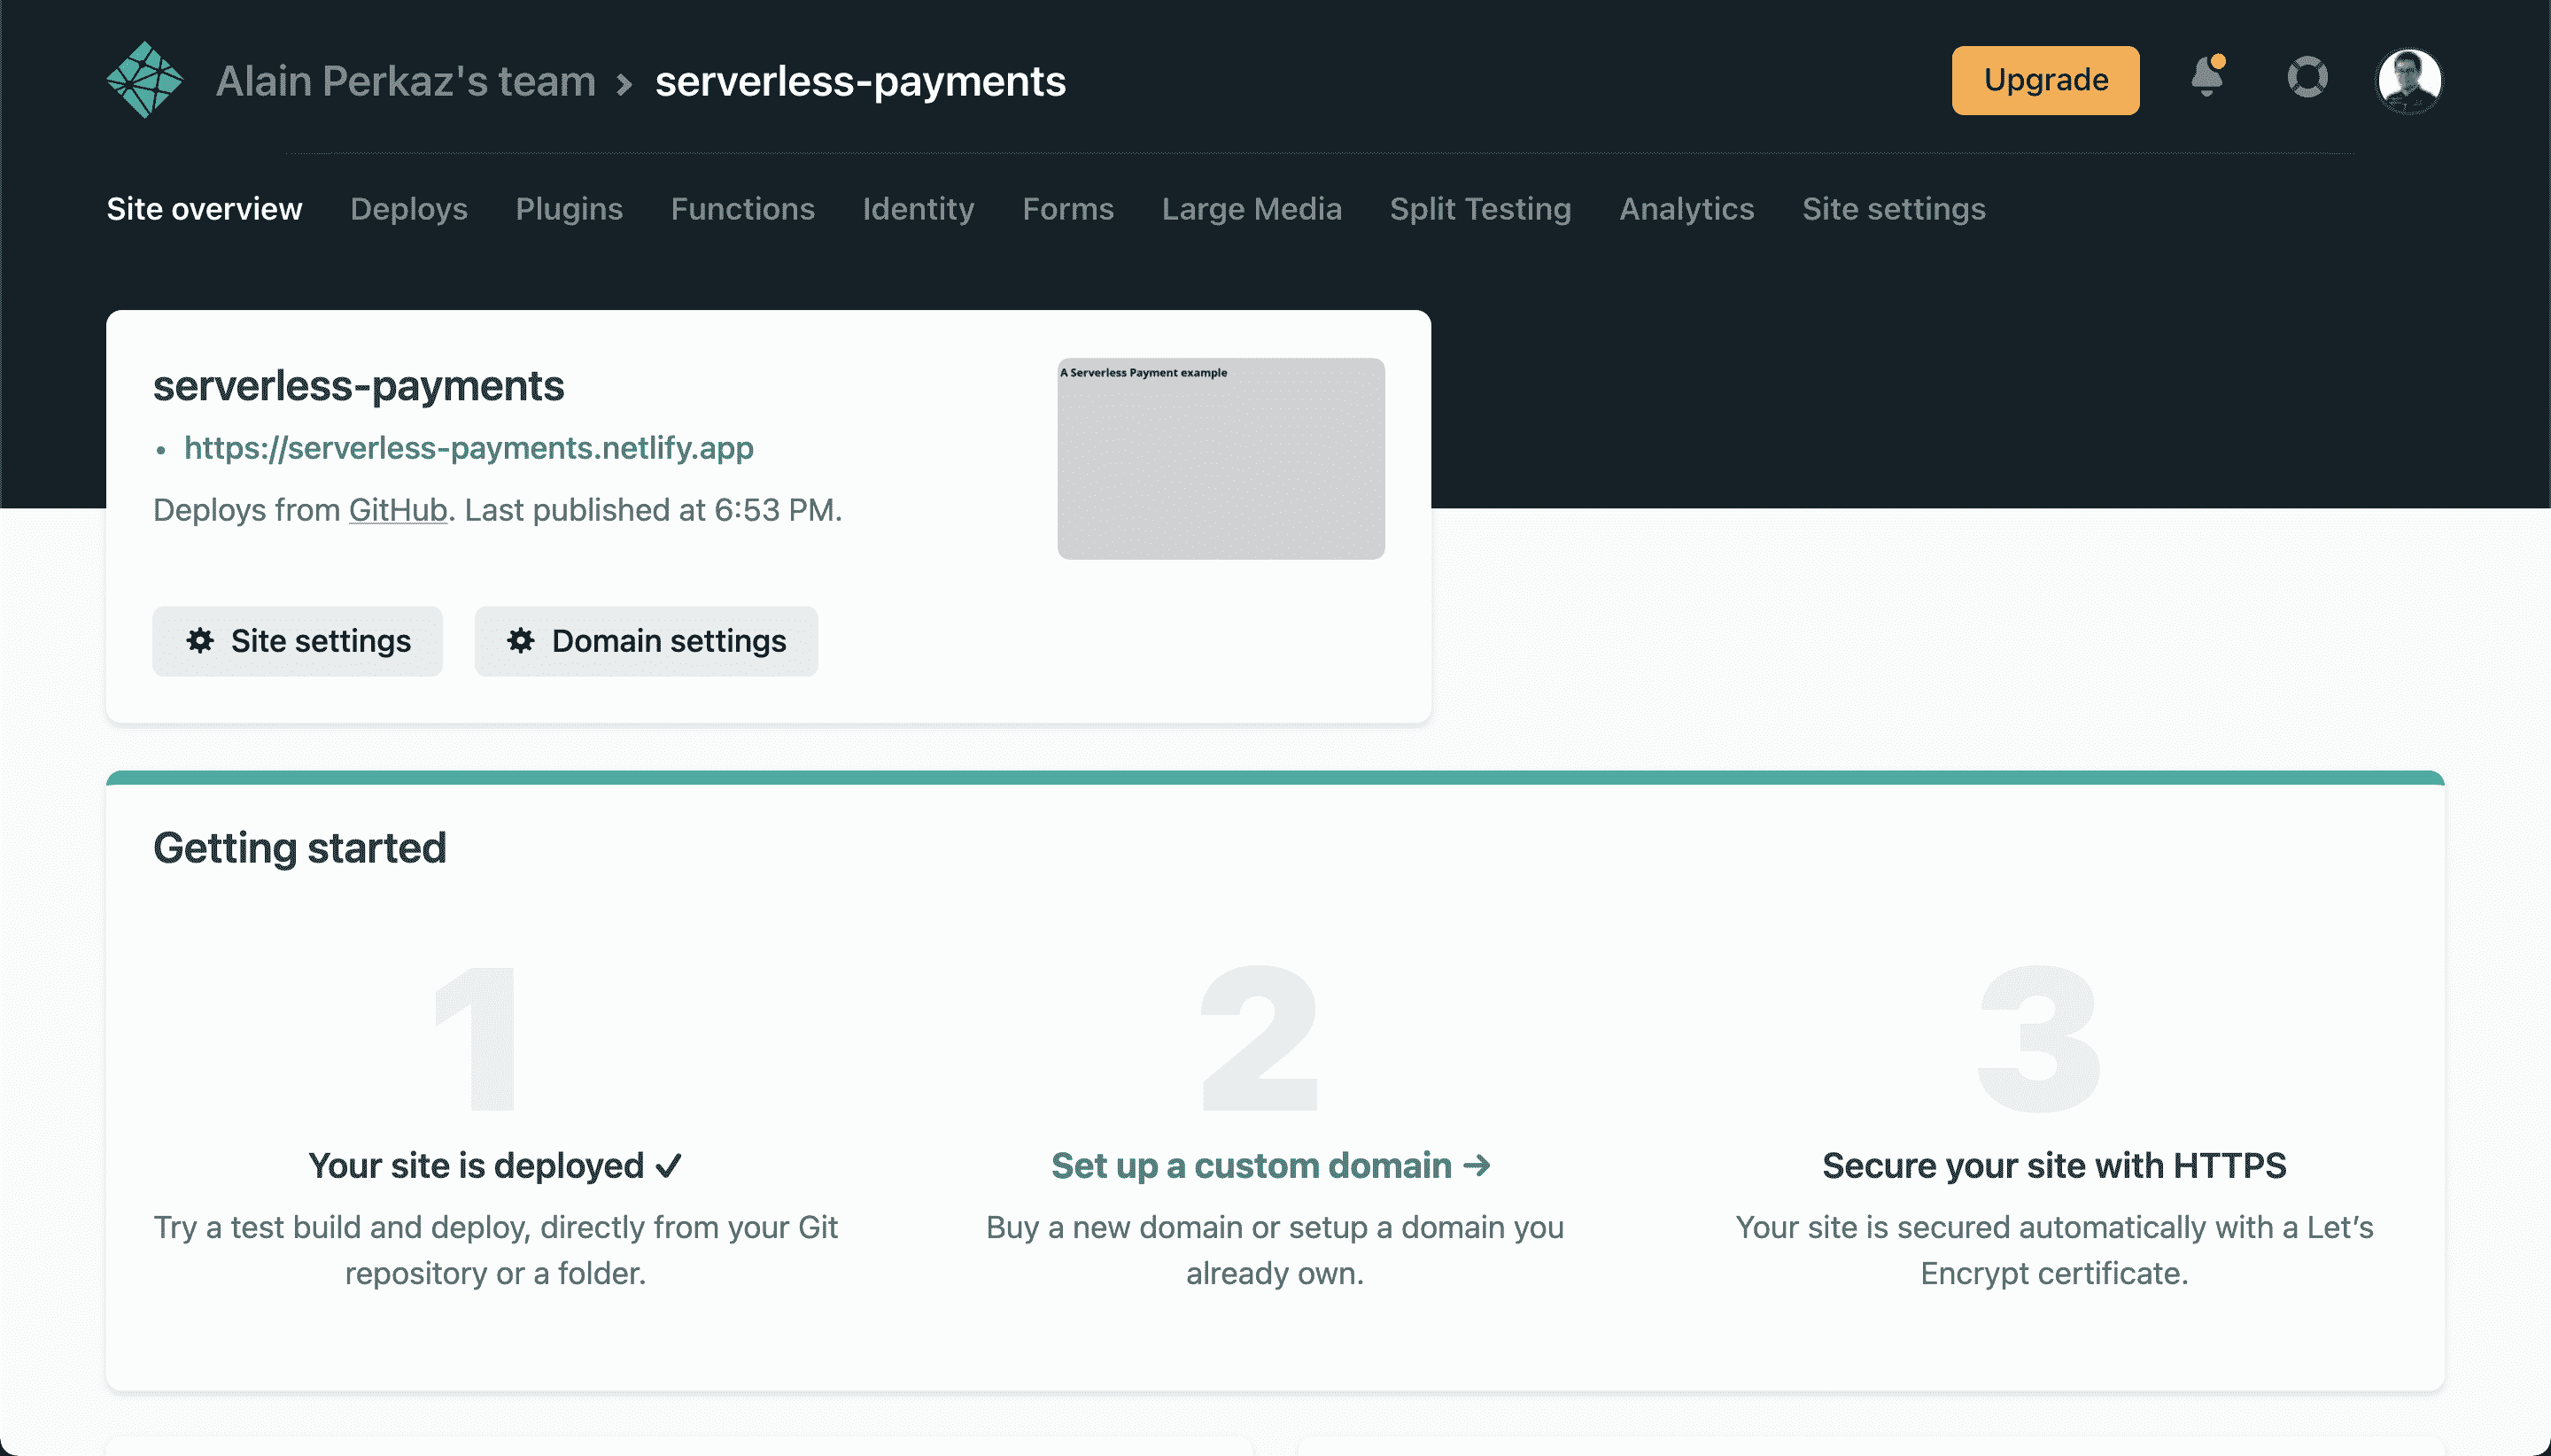 Alain Perkaz's team > serverless-payments
Upgrade
Site overview Deploys Plugins Functions Identity Forms Large Media Split Testing Analytics Site settings
serverless-payments
• https://serverless-payments.netlify.app
Deploys from GitHub. Last published at 6:53 PM.
A Serverless Payment example
Site settings
Domain settings
Getting started
1
Your site is deployed ✓
Try a test build and deploy, directly from your Git
repository or a folder.
2
Set up a custom domain →
Buy a new domain or setup a domain you
already own.
3
Secure your site with HTTPS
Your site is secured automatically with a Let’s
Encrypt certificate.